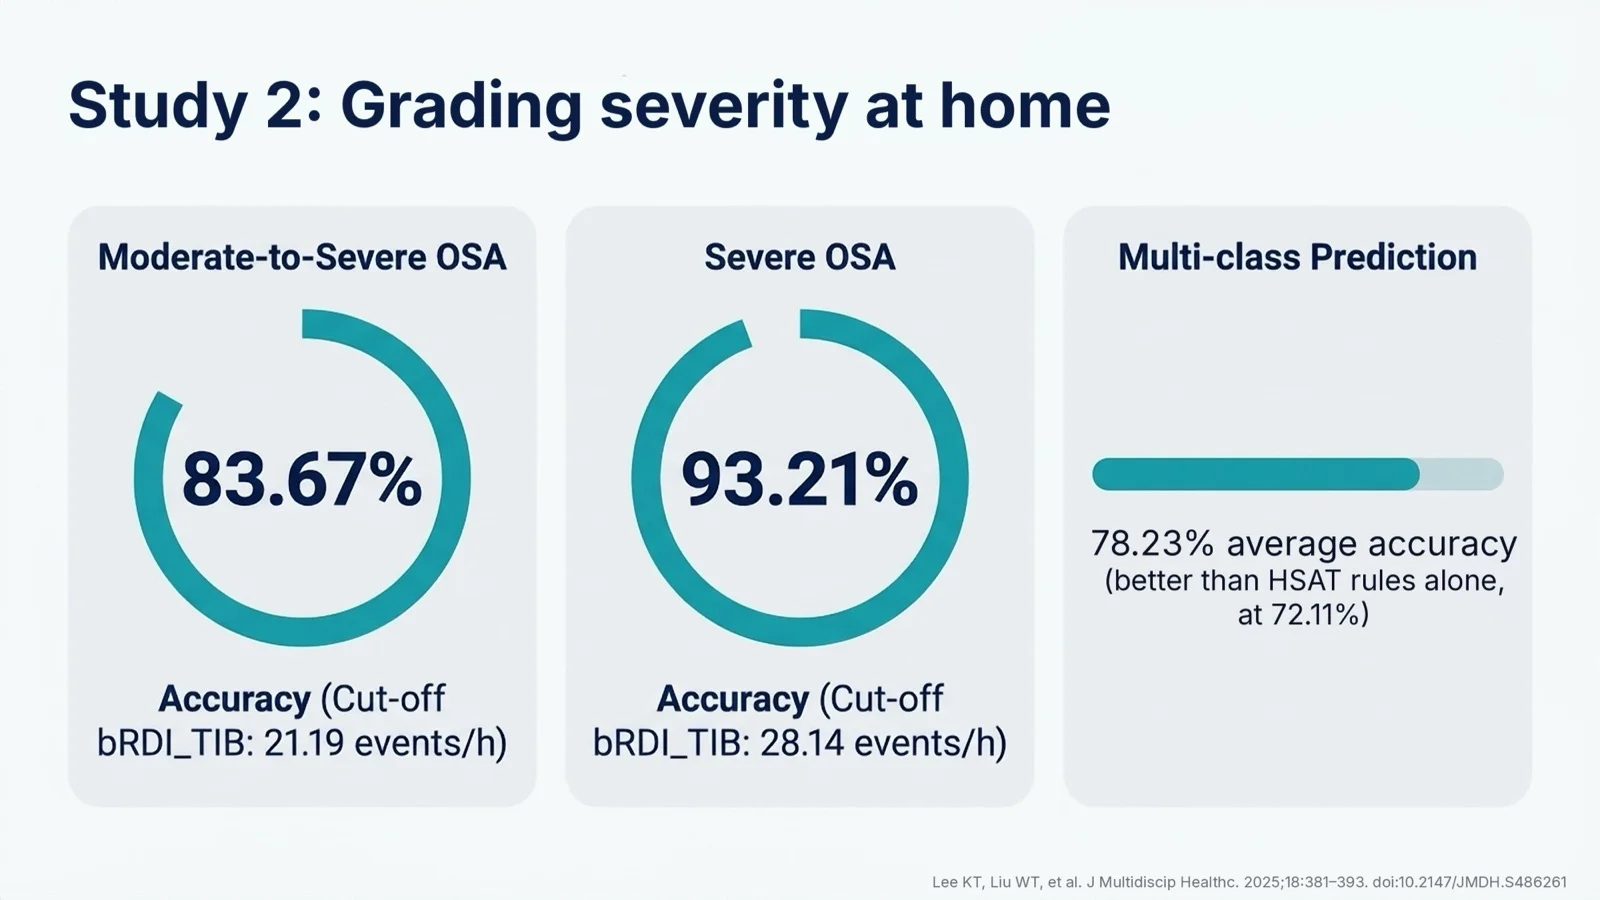 Study 2: Grading severity at home
Moderate-to-Severe OSA
83.67%
Accuracy (Cut-off
bRDI_TIB: 21.19 events/h)
Severe OSA
93.21%
Accuracy (Cut-off
bRDI_TIB: 28.14 events/h)
Multi-class Prediction
78.23% average accuracy
(better than HSAT rules alone,
at 72.11%)
Lee KT, Liu WT, et al. J Multidiscip Healthc. 2025;18:381–393. doi:10.2147/JMDH.S486261